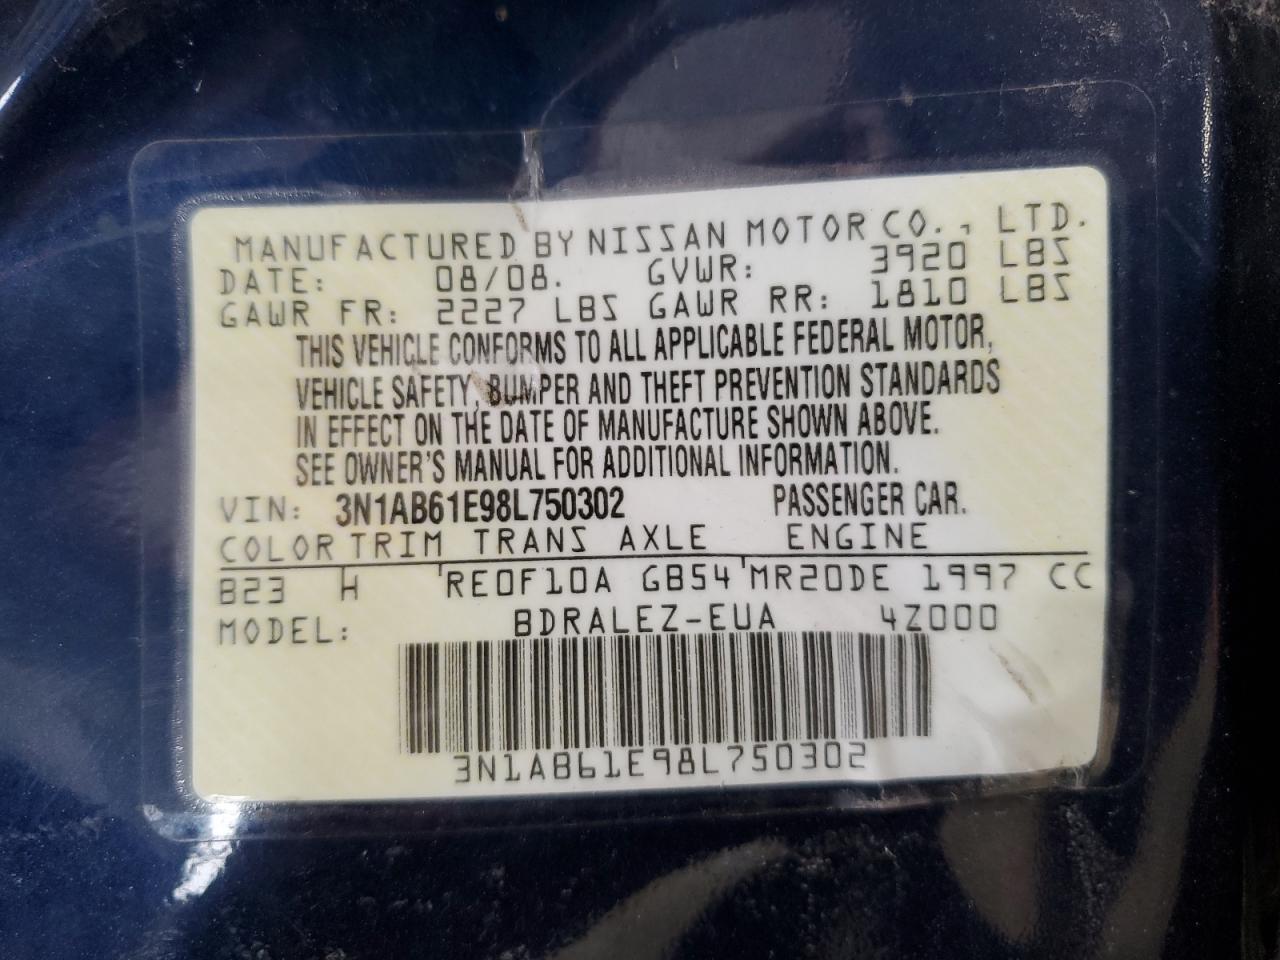 MANUFACTURED BY NISSAN MOTOR CO., LTD.
DATE: 08/08. GVWR: 3920 LBS
GAWR FR: 2227 LBS GAWR RR: 1810 LBS
THIS VEHICLE CONFORMS TO ALL APPLICABLE FEDERAL MOTOR,
VEHICLE SAFETY, BUMPER AND THEFT PREVENTION STANDARDS
IN EFFECT ON THE DATE OF MANUFACTURE SHOWN ABOVE.
SEE OWNER'S MANUAL FOR ADDITIONAL INFORMATION.
VIN: 3N1AB61E98L750302 PASSENGER CAR.
COLOR TRIM TRANS AXLE ENGINE
B23 H RE0F10A GB54 MR20DE 1997 CC
MODEL: BDRALEZ-EUA 4Z000
3N1AB61E98L750302